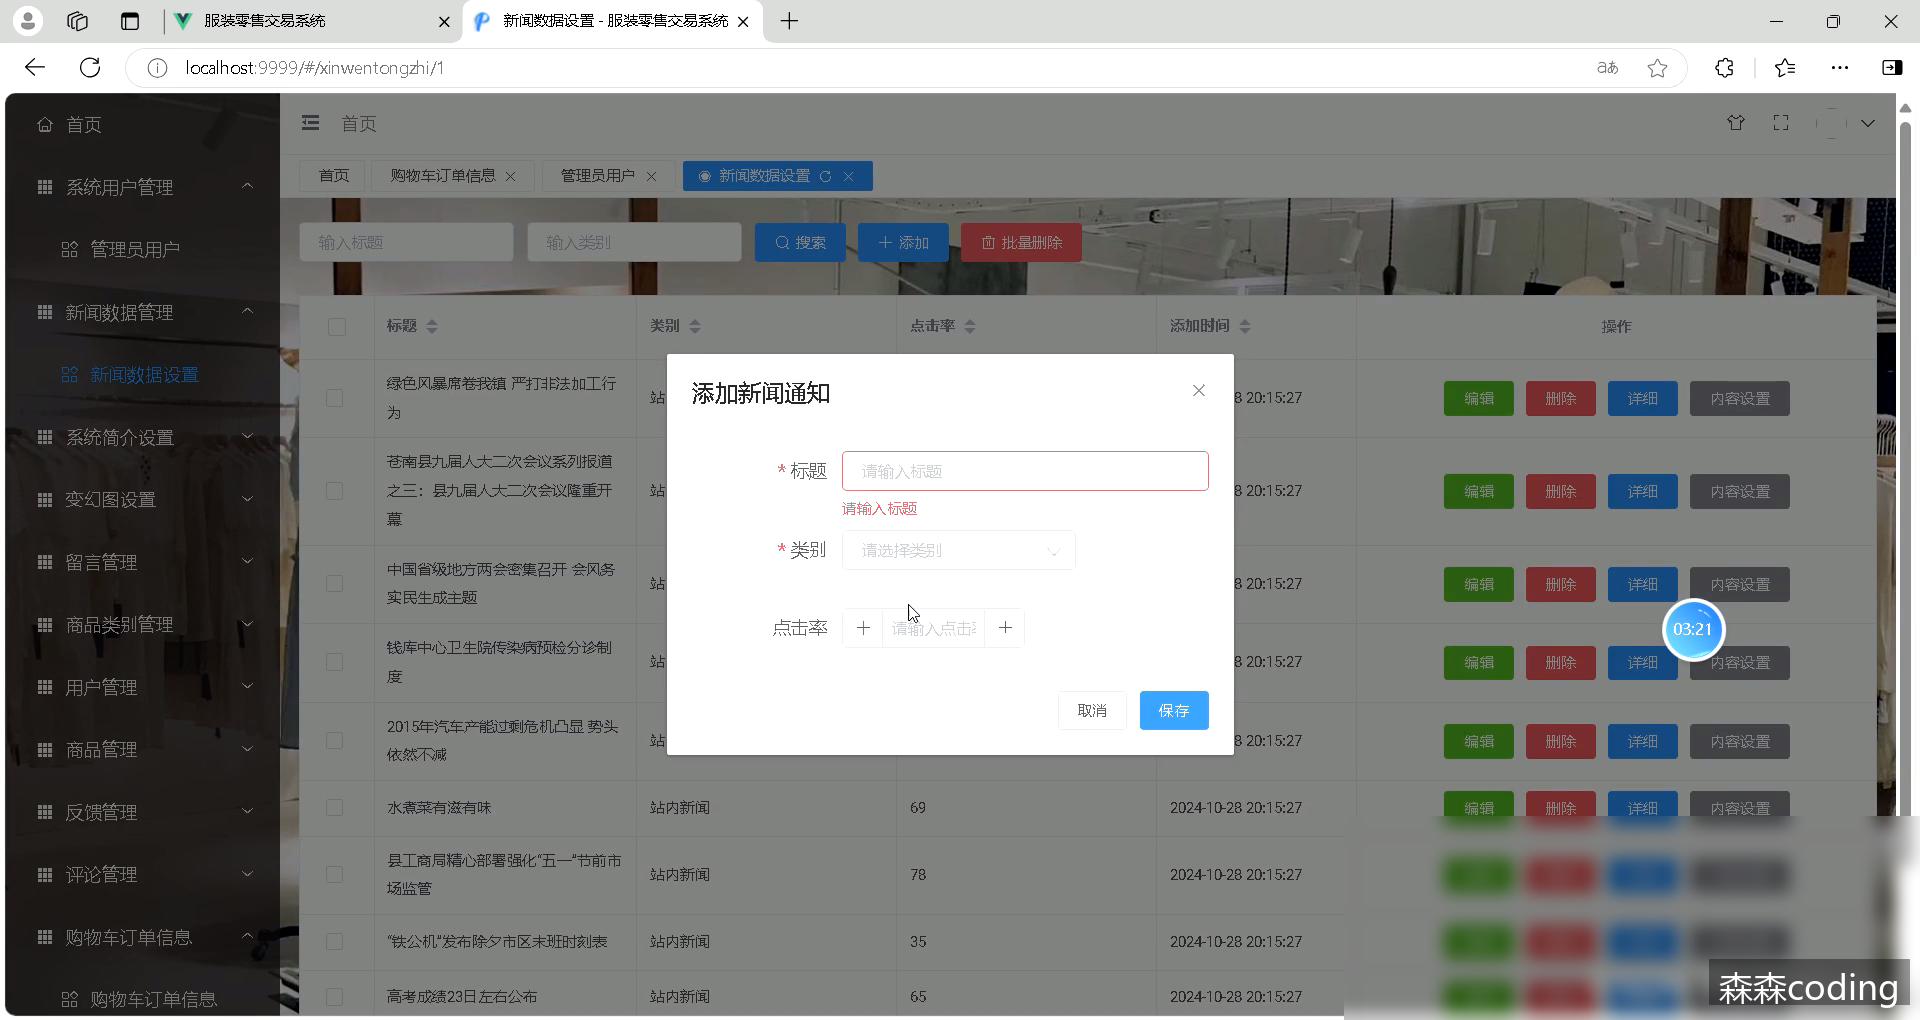 服装零售交易系统
新闻数据设置 - 服装零售交易系统
localhost:9999/#/xinwentongzhi/1
首页
系统用户管理
管理员用户
新闻数据管理
新闻数据设置
系统简介设置
变幻图设置
留言管理
商品类别管理
用户管理
商品管理
反馈管理
评论管理
购物车订单信息
购物车订单信息
首页
首页 购物车订单信息 管理员用户 新闻数据设置
输入标题 输入类别 搜索 添加 批量删除
标题 类别 点击率 添加时间 操作
绿色风暴席卷我镇 严打非法加工行
为
站 8 20:15:27 编辑 删除 详细 内容设置
苍南县九届人大二次会议系列报道
之三：县九届人大二次会议隆重开
幕
站 8 20:15:27 编辑 删除 详细 内容设置
中国省级地方两会密集召开 会风务
实民生成主题
站 8 20:15:27 编辑 删除 详细 内容设置
钱库中心卫生院传染病预检分诊制
度
站 8 20:15:27 编辑 删除 详细 内容设置
2015年汽车产能过剩危机凸显 势头
依然不减
站 8 20:15:27 编辑 删除 详细 内容设置
水煮菜有滋有味 站内新闻 69 2024-10-28 20:15:27 编辑 删除 详细 内容设置
县工商局精心部署强化“五一”节前市
场监管
站内新闻 78 2024-10-28 20:15:27
“铁公机”发布除夕市区末班时刻表 站内新闻 35 2024-10-28 20:15:27
高考成绩23日左右公布 站内新闻 65 2024-10-28 20:15:27
添加新闻通知
* 标题 请输入标题
请输入标题
* 类别 请选择类别
点击率 请输入点击
取消 保存
03:21
森森coding